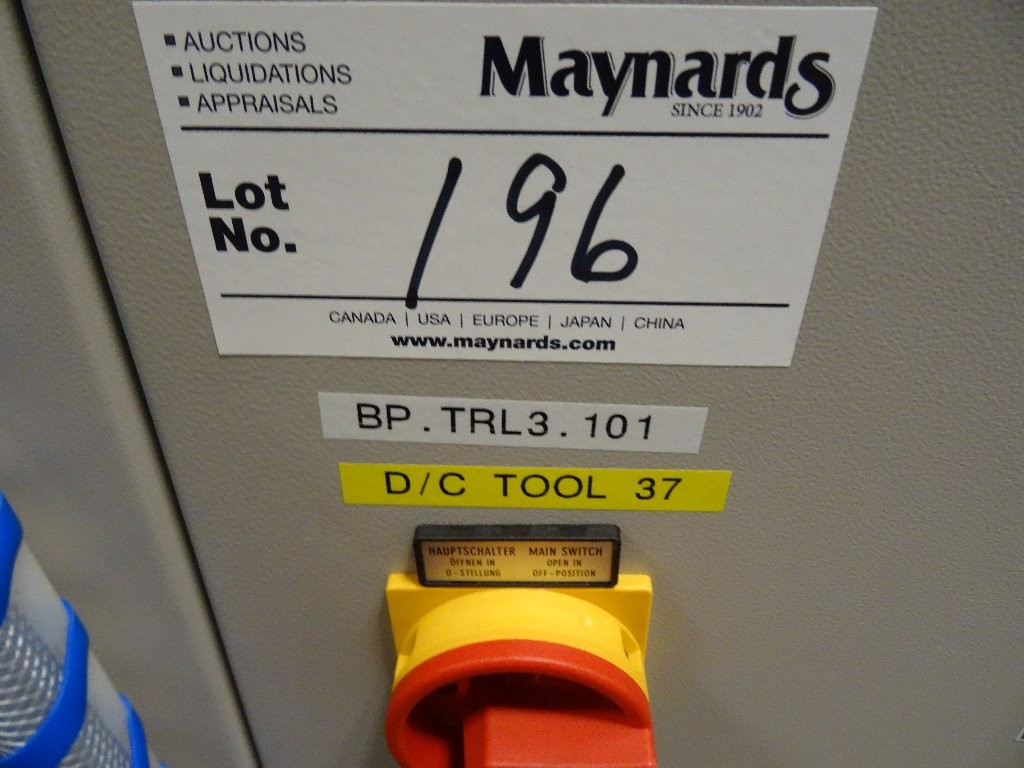 ▪ AUCTIONS
▪ LIQUIDATIONS
▪ APPRAISALS
Maynards
SINCE 1902
Lot
No.
196
CANADA | USA | EUROPE | JAPAN | CHINA
www.maynards.com
BP.TRL3.101
D/C TOOL 37
HAUPTSCHALTER
ÖFFNEN IN
0-STELLUNG
MAIN SWITCH
OPEN IN
OFF-POSITION